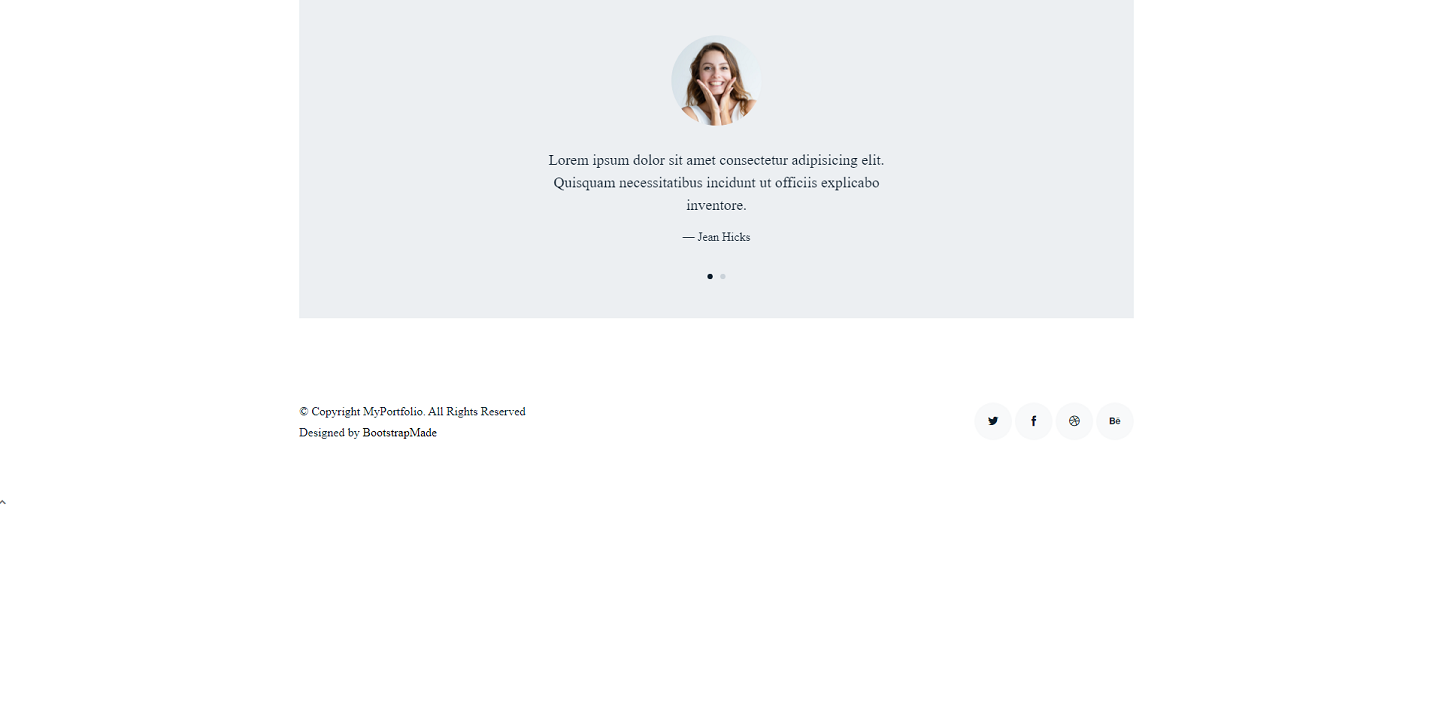 Lorem ipsum dolor sit amet consectetur adipisicing elit.
Quisquam necessitatibus incidunt ut officiis explicabo
inventore.
— Jean Hicks
© Copyright MyPortfolio. All Rights Reserved
Designed by BootstrapMade
Bē